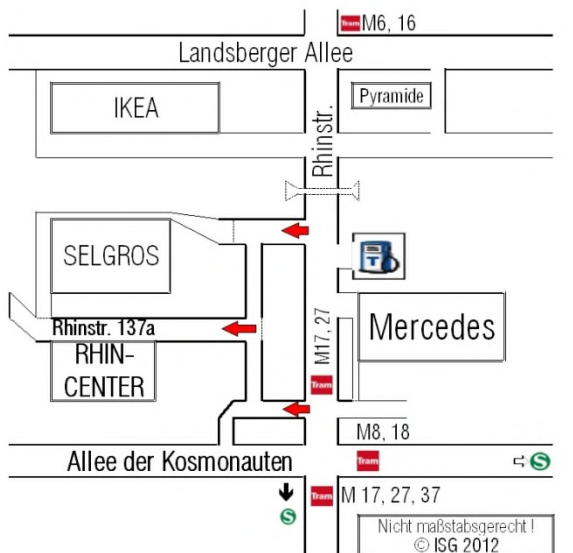 Tram M6, 16
Landsberger Allee
IKEA
Pyramide
Rhinstr.
SELGROS
T
Rhinstr. 137a
RHIN-
CENTER
M17, 27
Mercedes
Tram
M8, 18
Allee der Kosmonauten
Tram
S
Tram M 17, 27, 37
S
Nicht maßstabsgerecht !
© ISG 2012